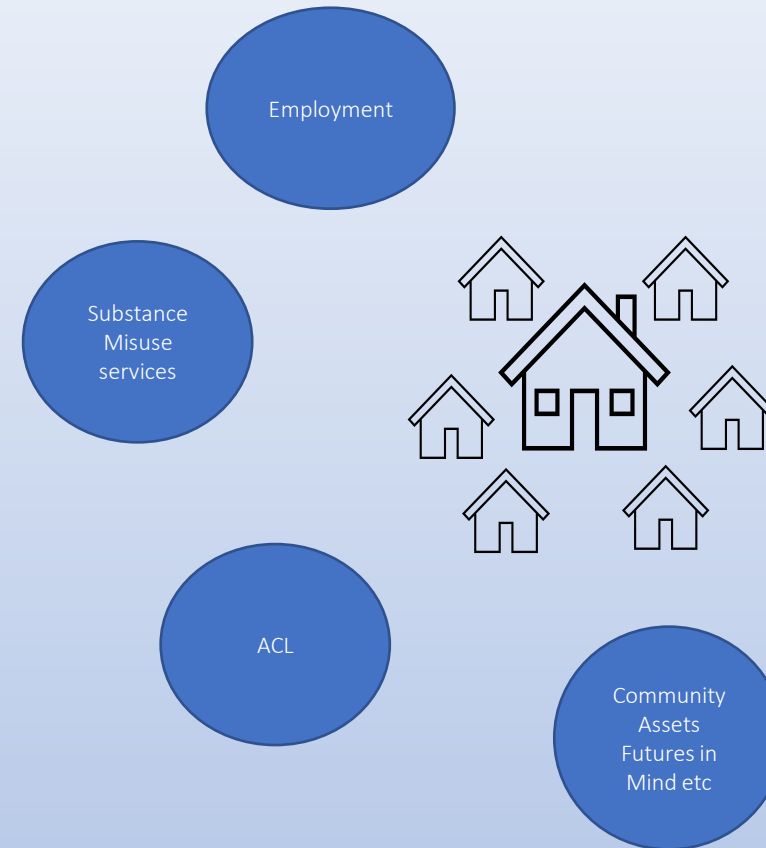 Employment
Substance
Misuse
services
ACL
Community
Assets
Futures in
Mind etc